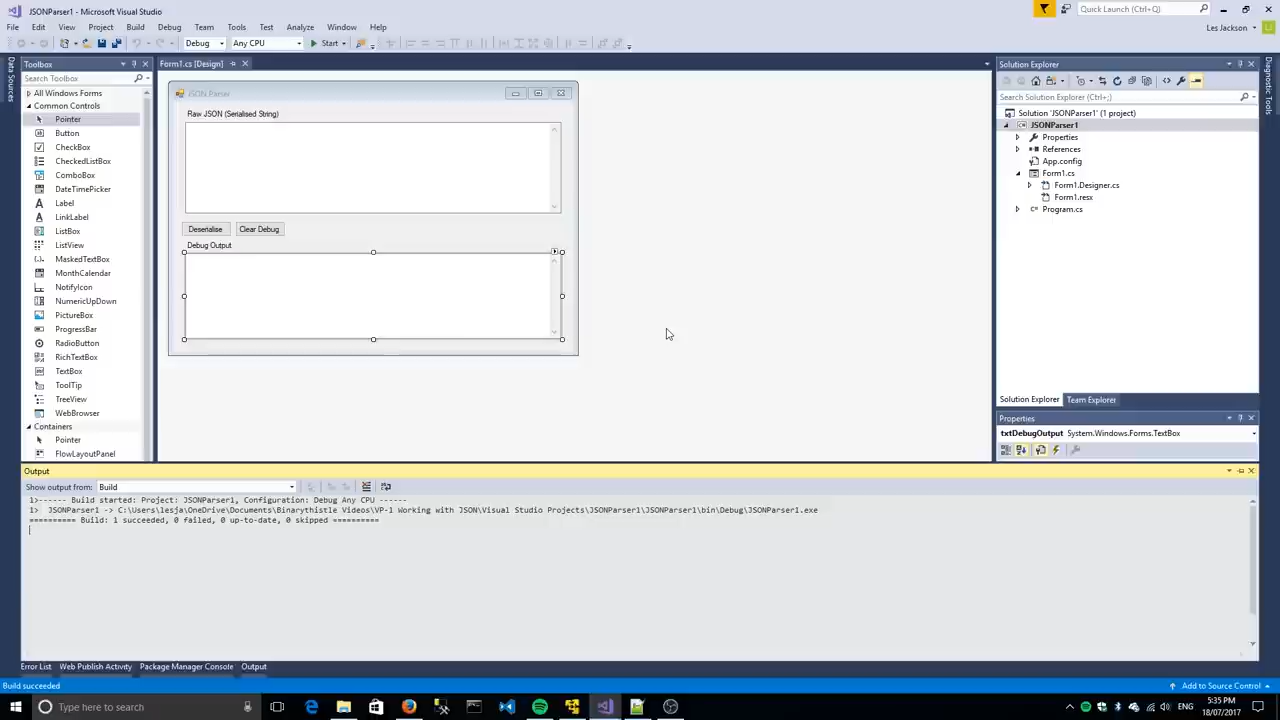 JSONParser1 - Microsoft Visual Studio
Quick Launch (Ctrl+Q)
File Edit View Project Build Debug Team Tools Test Analyze Window Help
Les Jackson
Debug Any CPU Start
Data Sources
Toolbox
Search Toolbox
All Windows Forms
Common Controls
Pointer
Button
CheckBox
CheckedListBox
ComboBox
DateTimePicker
Label
LinkLabel
ListBox
ListView
MaskedTextBox
MonthCalendar
NotifyIcon
NumericUpDown
PictureBox
ProgressBar
RadioButton
RichTextBox
TextBox
ToolTip
TreeView
WebBrowser
Containers
Pointer
FlowLayoutPanel
Form1.cs [Design]
JSON Parser
Raw JSON (Serialised String)
Deserialise Clear Debug
Debug Output
Solution Explorer
Search Solution Explorer (Ctrl+;)
Solution 'JSONParser1' (1 project)
JSONParser1
Properties
References
App.config
Form1.cs
Form1.Designer.cs
Form1.resx
Program.cs
Solution Explorer Team Explorer
Properties
txtDebugOutput System.Windows.Forms.TextBox
Diagnostic Tools
Output
Show output from: Build
1>------ Build started: Project: JSONParser1, Configuration: Debug Any CPU ------
1> JSONParser1 -> C:\Users\lesja\OneDrive\Documents\Binarythistle Videos\VP-1 Working with JSON\Visual Studio Projects\JSONParser1\JSONParser1\bin\Debug\JSONParser1.exe
========== Build: 1 succeeded, 0 failed, 0 up-to-date, 0 skipped ==========
Error List Web Publish Activity Package Manager Console Output
Build succeeded
Add to Source Control
Type here to search
5:35 PM
18/07/2017